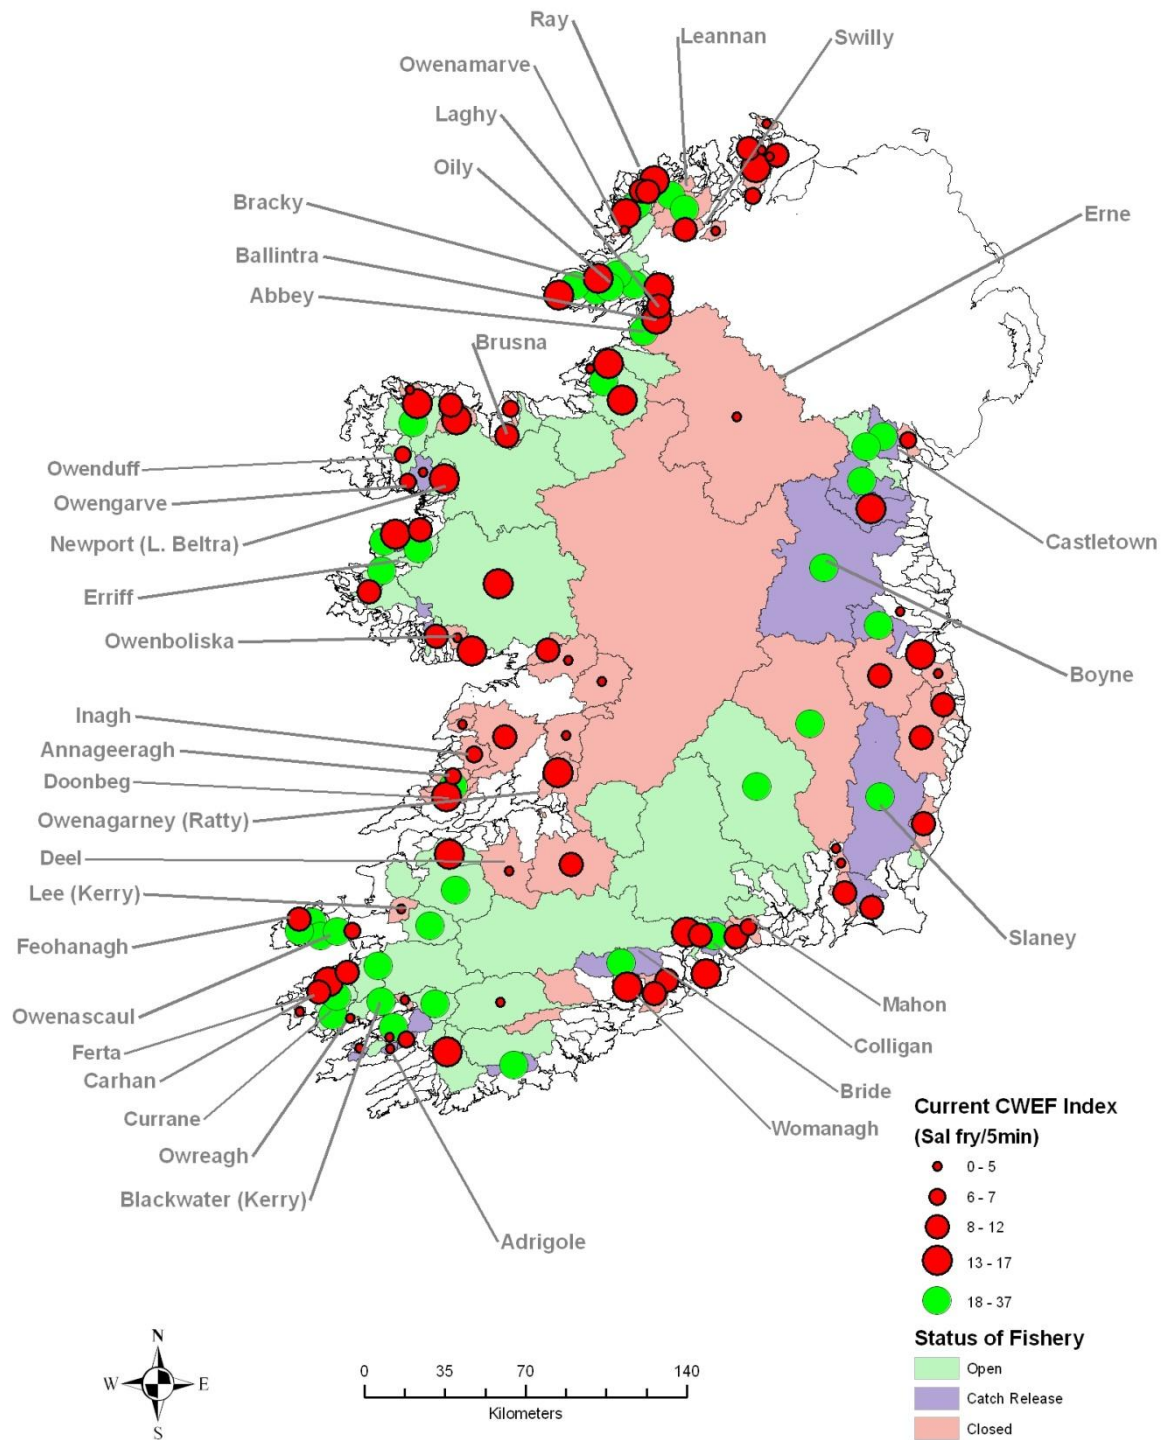 Ray
Leannan
Swilly
Owenamarve
Laghy
Oily
Bracky
Erne
Ballintra
Abbey
Brusna
Owenduff
Owengarve
Newport (L. Beltra)
Castletown
Erriff
Owenboliska
Boyne
Inagh
Annageeragh
Doonbeg
Owenagarney (Ratty)
Deel
Lee (Kerry)
Feohanagh
Slaney
Mahon
Owenascaul
Colligan
Ferta
Carhan
Bride
Currane
Womanagh
Owreagh
Blackwater (Kerry)
Adrigole
Current CWEF Index
(Sal fry/5min)
0 - 5
6 - 7
8 - 12
13 - 17
18 - 37
Status of Fishery
Open
Catch Release
Closed
N
W E
S
0 35 70 140
Kilometers